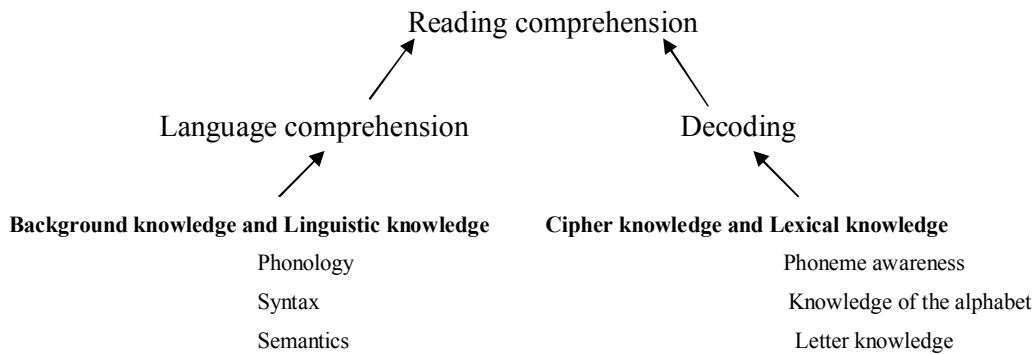 Reading comprehension
Language comprehension Decoding
Background knowledge and Linguistic knowledge Cipher knowledge and Lexical knowledge
Phonology Phoneme awareness
Syntax Knowledge of the alphabet
Semantics Letter knowledge